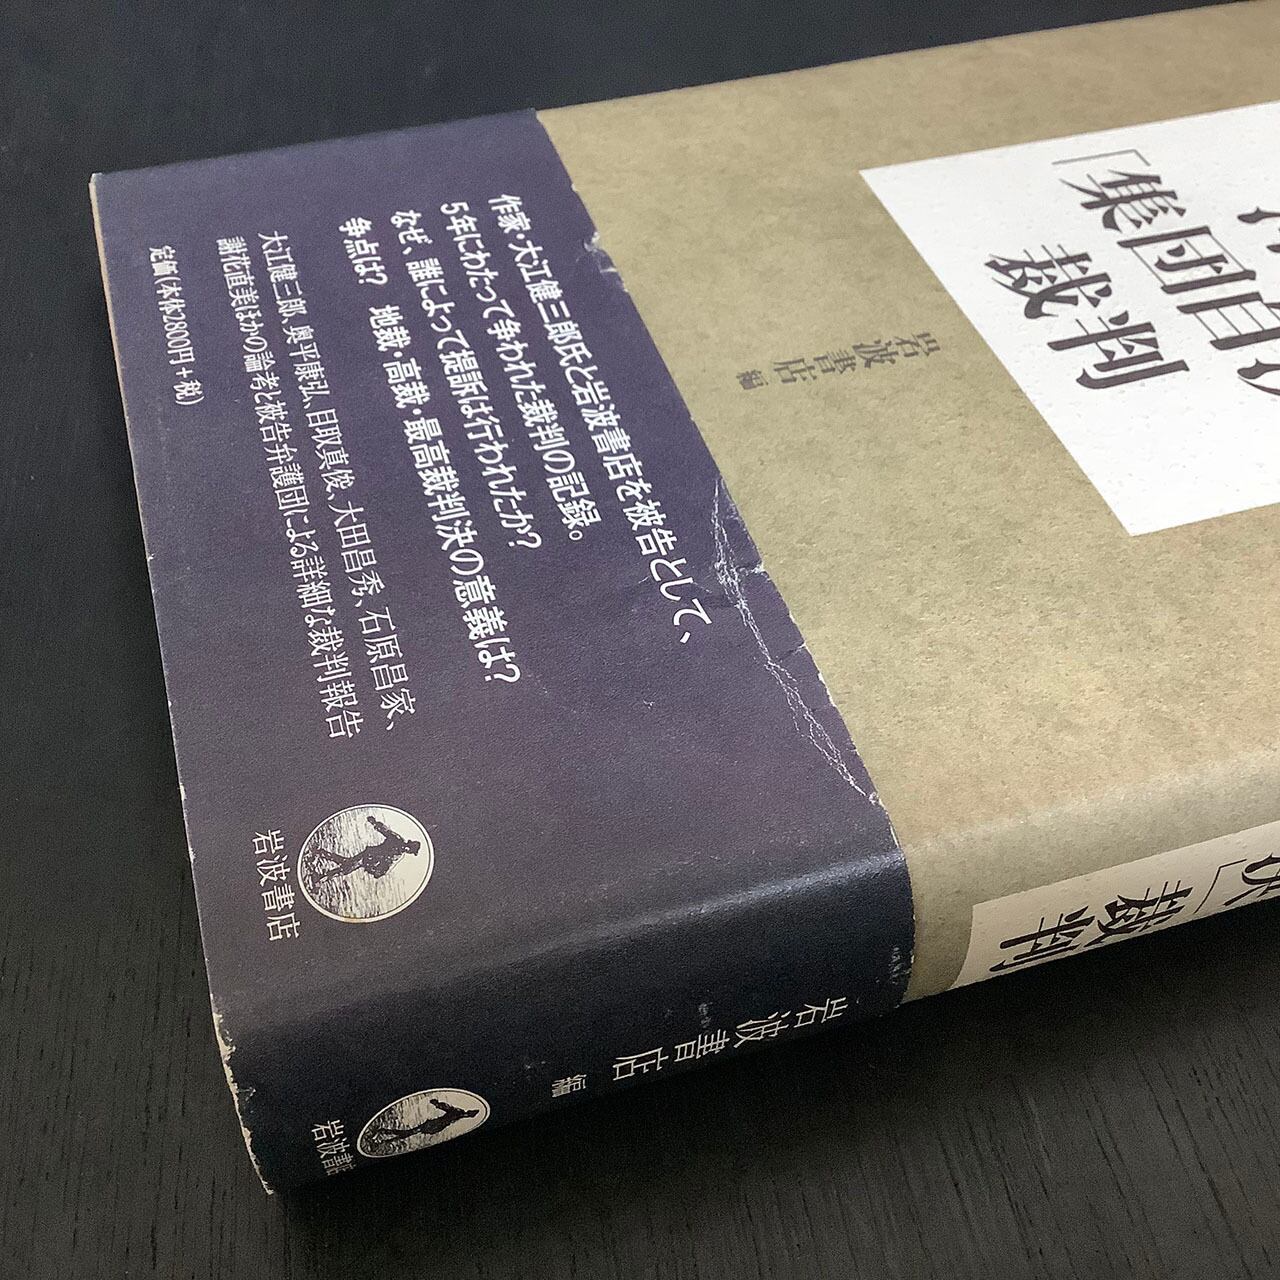 「集団自
裁判
岩波書店 編
作家・大江健三郎氏と岩波書店を被告として、
5年にわたって争われた裁判の記録。
なぜ、誰によって提訴は行われたか?
争点は? 地裁・高裁・最高裁判決の意義は?
大江健三郎、奥平康弘、目取真俊、大田昌秀、石原昌家、
謝花直美ほかの論考と被告弁護団による詳細な裁判報告
定価(本体2800円+税)
岩波書店
」裁判
岩波書店 編
岩波書店